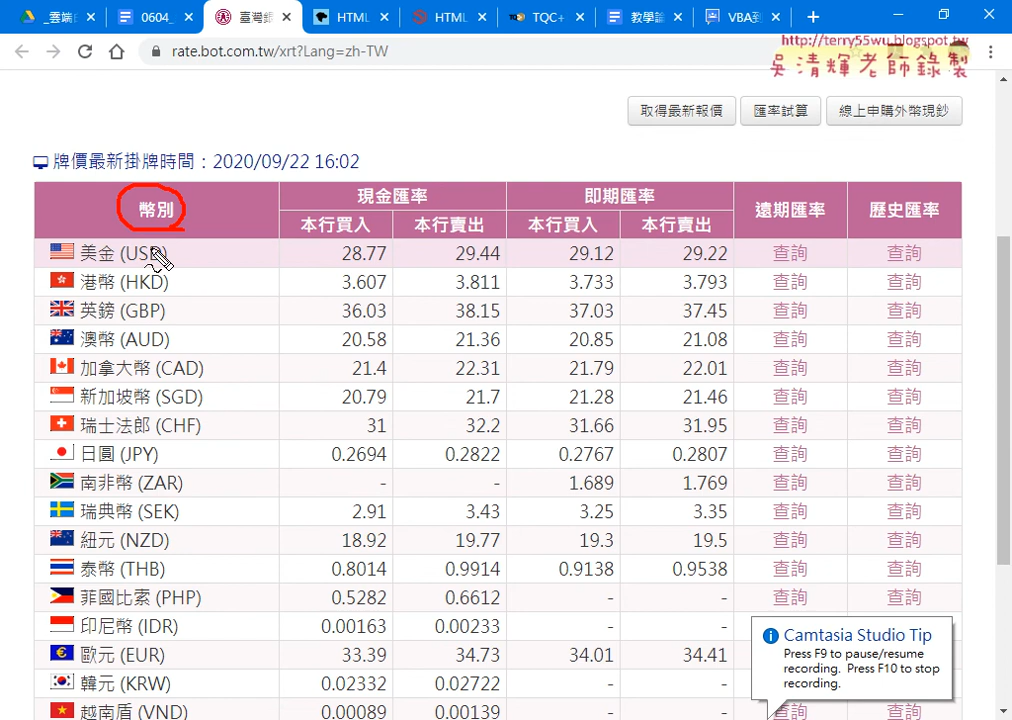 _雲端
0604_
臺灣銀
HTML
HTML
TQC+
教學論
VBA到
http://terry55wu.blogspot.tw
rate.bot.com.tw/xrt?Lang=zh-TW
吳清輝老師錄製
取得最新報價 匯率試算 線上申購外幣現鈔
牌價最新掛牌時間：2020/09/22 16:02
幣別 現金匯率 即期匯率 遠期匯率 歷史匯率
本行買入 本行賣出 本行買入 本行賣出
美金 (USD) 28.77 29.44 29.12 29.22 查詢 查詢
港幣 (HKD) 3.607 3.811 3.733 3.793 查詢 查詢
英鎊 (GBP) 36.03 38.15 37.03 37.45 查詢 查詢
澳幣 (AUD) 20.58 21.36 20.85 21.08 查詢 查詢
加拿大幣 (CAD) 21.4 22.31 21.79 22.01 查詢 查詢
新加坡幣 (SGD) 20.79 21.7 21.28 21.46 查詢 查詢
瑞士法郎 (CHF) 31 32.2 31.66 31.95 查詢 查詢
日圓 (JPY) 0.2694 0.2822 0.2767 0.2807 查詢 查詢
南非幣 (ZAR) - - 1.689 1.769 查詢 查詢
瑞典幣 (SEK) 2.91 3.43 3.25 3.35 查詢 查詢
紐元 (NZD) 18.92 19.77 19.3 19.5 查詢 查詢
泰幣 (THB) 0.8014 0.9914 0.9138 0.9538 查詢 查詢
菲國比索 (PHP) 0.5282 0.6612 - - 查詢 查詢
印尼幣 (IDR) 0.00163 0.00233 - -
歐元 (EUR) 33.39 34.73 34.01 34.41
韓元 (KRW) 0.02332 0.02722 - -
越南盾 (VND) 0.00089 0.00139 - - 查詢 查詢
Camtasia Studio Tip
Press F9 to pause/resume
recording. Press F10 to stop
recording.